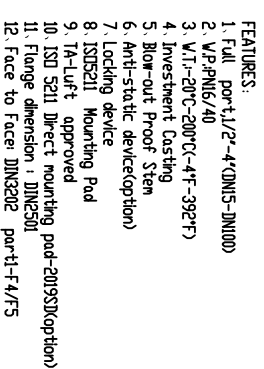 FEATURES:
1. Full port,1/2"-4"(DN15-DN100)
2. W.P.:PN16/40
3. W.T.:-20°C-200°C(-4°F-392°F)
4. Investment Casting
5. Blow-out Proof Stem
6. Anti-static device(option)
7. Locking device
8. ISO5211 Mounting Pad
9. TA-Luft approved
10. ISO 5211 Direct mounting pad-2019SD(option)
11. Flange dimension : DIN2501
12. Face to Face: DIN3202 part1-F4/F5